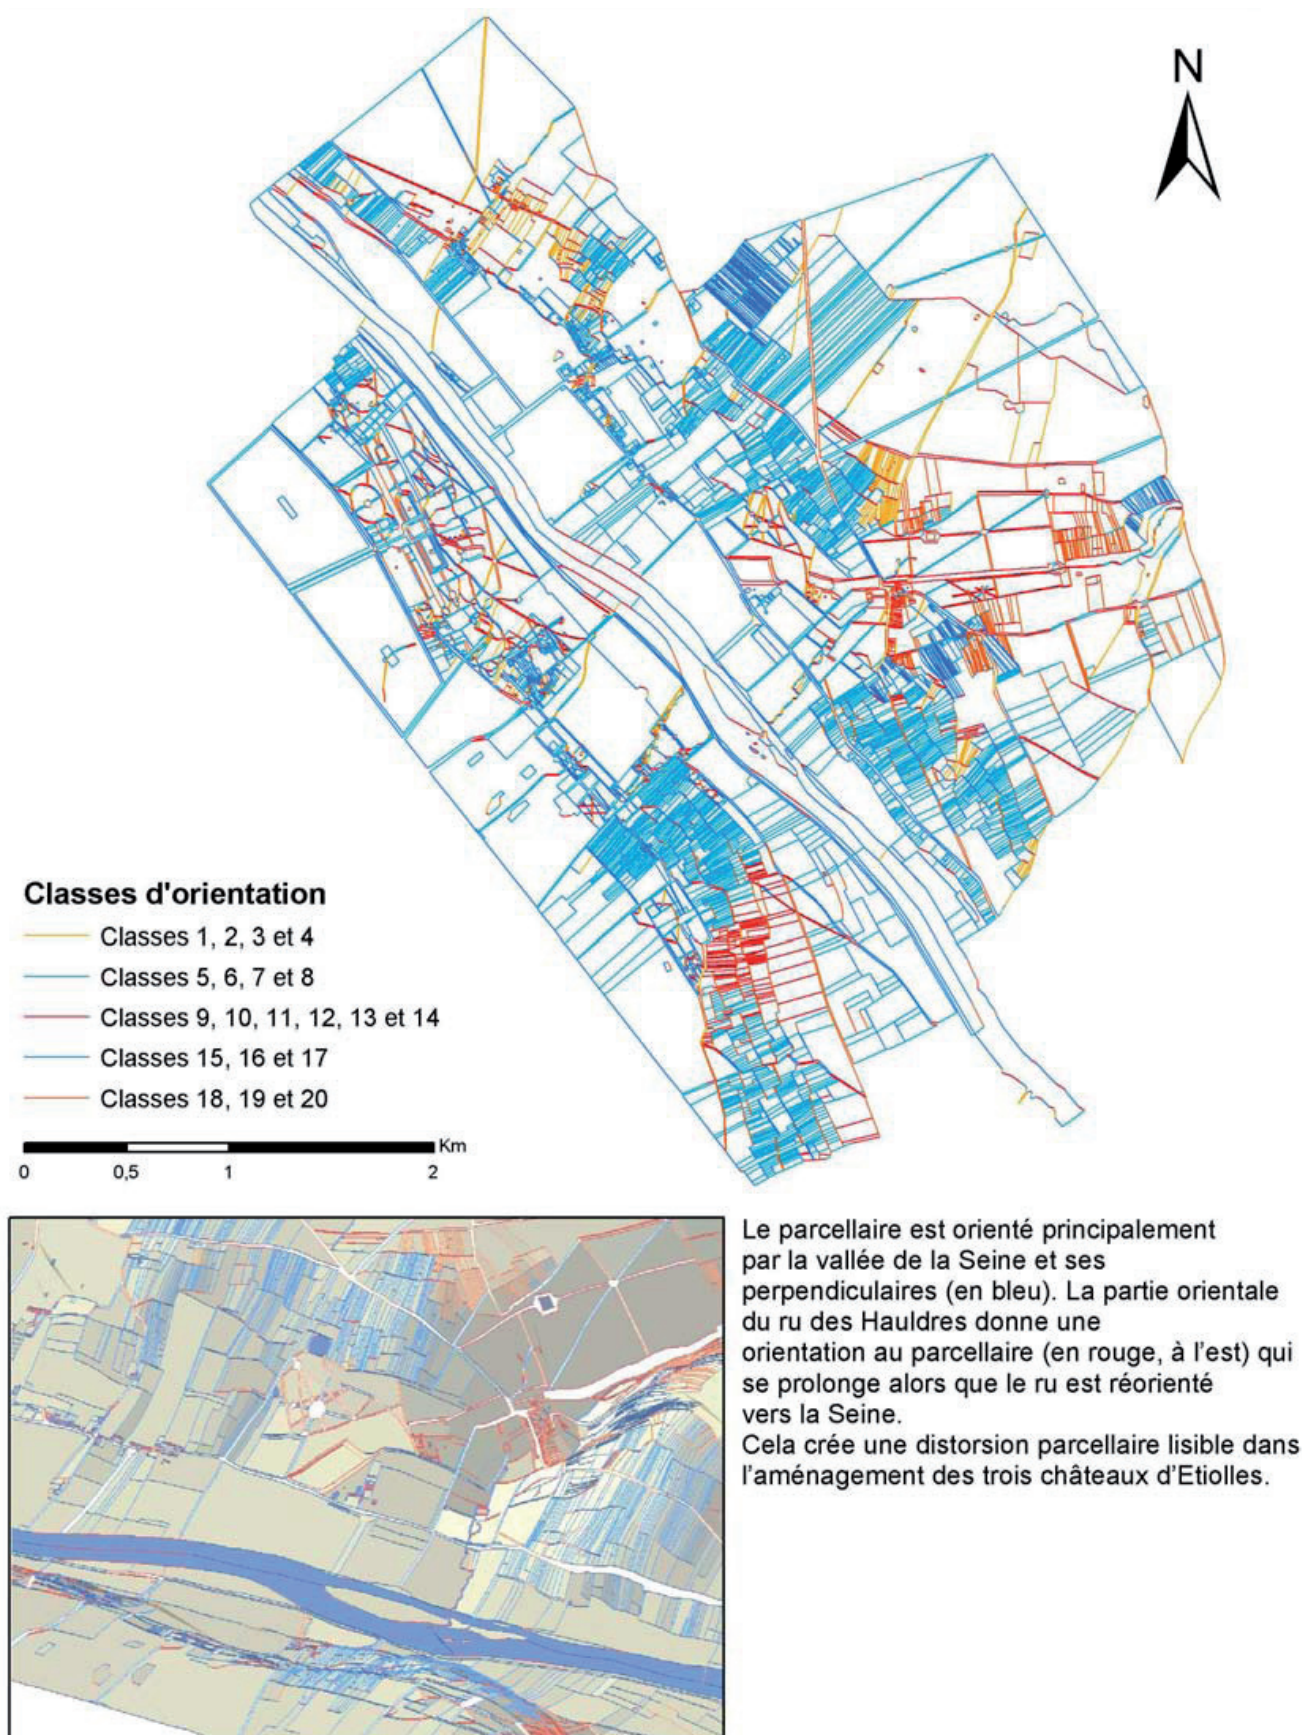 N
Classes d'orientation
Classes 1, 2, 3 et 4
Classes 5, 6, 7 et 8
Classes 9, 10, 11, 12, 13 et 14
Classes 15, 16 et 17
Classes 18, 19 et 20
Km
0 0,5 1 2
Le parcellaire est orienté principalement
par la vallée de la Seine et ses
perpendiculaires (en bleu). La partie orientale
du ru des Hauldres donne une
orientation au parcellaire (en rouge, à l'est) qui
se prolonge alors que le ru est réorienté
vers la Seine.
Cela crée une distorsion parcellaire lisible dans
l'aménagement des trois châteaux d'Etiolles.